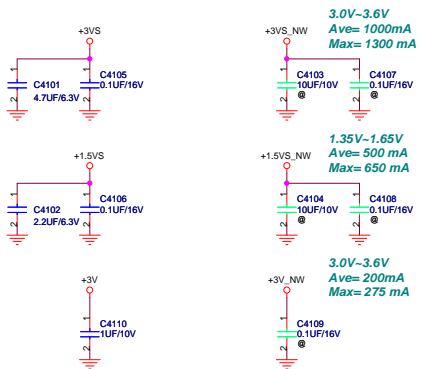 3.0V~3.6V
Ave= 1000mA
Max= 1300 mA
+3VS
+3VS_NW
1
1
1
1
C4101
4.7UF/6.3V
C4105
0.1UF/16V
C4103
10UF/10V
@
C4107
0.1UF/16V
@
2
2
2
2
1.35V~1.65V
Ave= 500 mA
Max= 650 mA
+1.5VS
+1.5VS_NW
1
1
1
1
C4102
2.2UF/6.3V
C4106
0.1UF/16V
C4104
10UF/10V
@
C4108
0.1UF/16V
@
2
2
2
2
3.0V~3.6V
Ave= 200mA
Max= 275 mA
+3V
+3V_NW
1
1
C4110
1UF/10V
C4109
0.1UF/16V
@
2
2